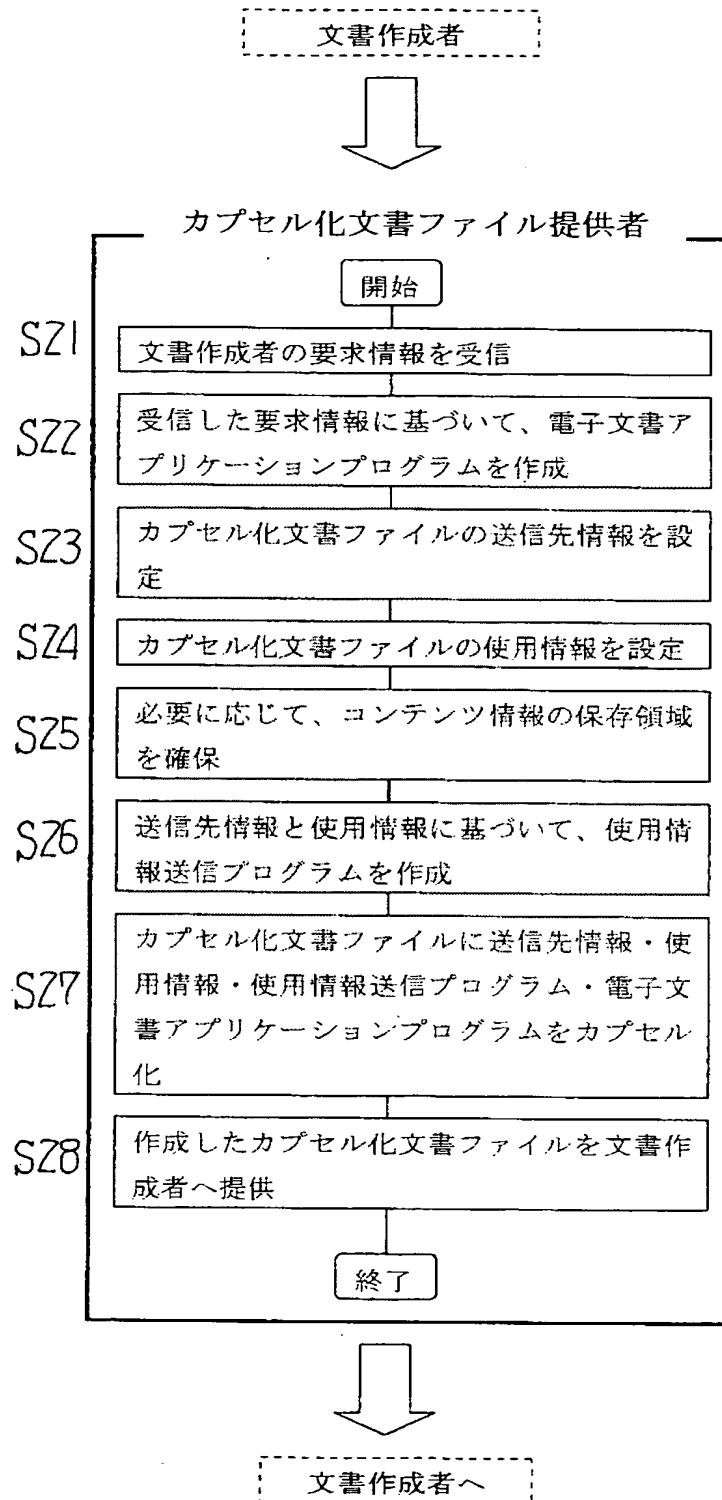 文書作成者
カプセル化文書ファイル提供者
開始
SZ1
文書作成者の要求情報を受信
SZ2
受信した要求情報に基づいて、電子文書ア
プリケーションプログラムを作成
SZ3
カプセル化文書ファイルの送信先情報を設
定
SZ4
カプセル化文書ファイルの使用情報を設定
SZ5
必要に応じて、コンテンツ情報の保存領域
を確保
SZ6
送信先情報と使用情報に基づいて、使用情
報送信プログラムを作成
SZ7
カプセル化文書ファイルに送信先情報・使
用情報・使用情報送信プログラム・電子文
書アプリケーションプログラムをカプセル
化
SZ8
作成したカプセル化文書ファイルを文書作
成者へ提供
終了
文書作成者へ